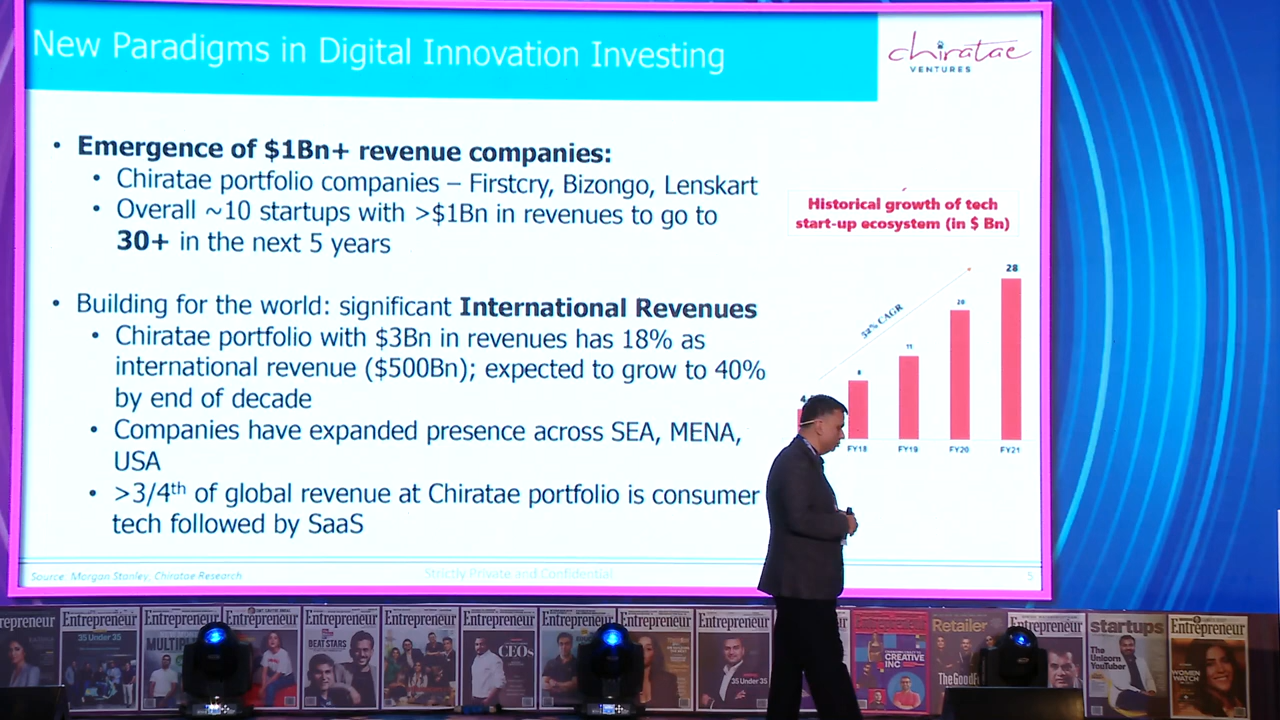 New Paradigms in Digital Innovation Investing
chiratae
VENTURES
• Emergence of $1Bn+ revenue companies:
• Chiratae portfolio companies – Firstcry, Bizongo, Lenskart
• Overall ~10 startups with >$1Bn in revenues to go to
30+ in the next 5 years
• Building for the world: significant International Revenues
• Chiratae portfolio with $3Bn in revenues has 18% as
international revenue ($500Bn); expected to grow to 40%
by end of decade
• Companies have expanded presence across SEA, MENA,
USA
• >3/4th of global revenue at Chiratae portfolio is consumer
tech followed by SaaS
Historical growth of tech
start-up ecosystem (in $ Bn)
28
20
11
8
4
52% CAGR
FY18 FY19 FY20 FY21
Source: Morgan Stanley, Chiratae Research
Strictly Private and Confidential
5
repreneur Entrepreneur Entrepreneur Entrepreneur Entrepreneur Entrepreneur Entrepreneur Entrepreneur Entrepreneur Entrepreneur Retailer Entrepreneur startups Entrepreneur
35 Under 35
BEAT STARS
CEOs
35 Under 35
CREATIVE
INC
The Unicorn
YouTuber
WOMEN
WATCH